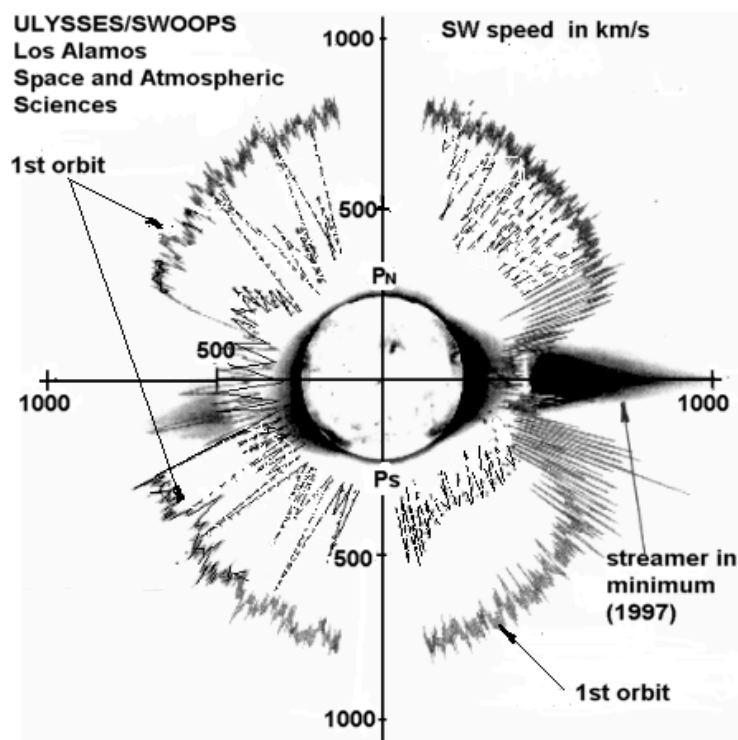 ULYSSES/SWOOPS
Los Alamos
Space and Atmospheric
Sciences
1000
SW speed in km/s
1st orbit
500
PN
500
1000
1000
PS
500
streamer in
minimum
(1997)
1st orbit
1000